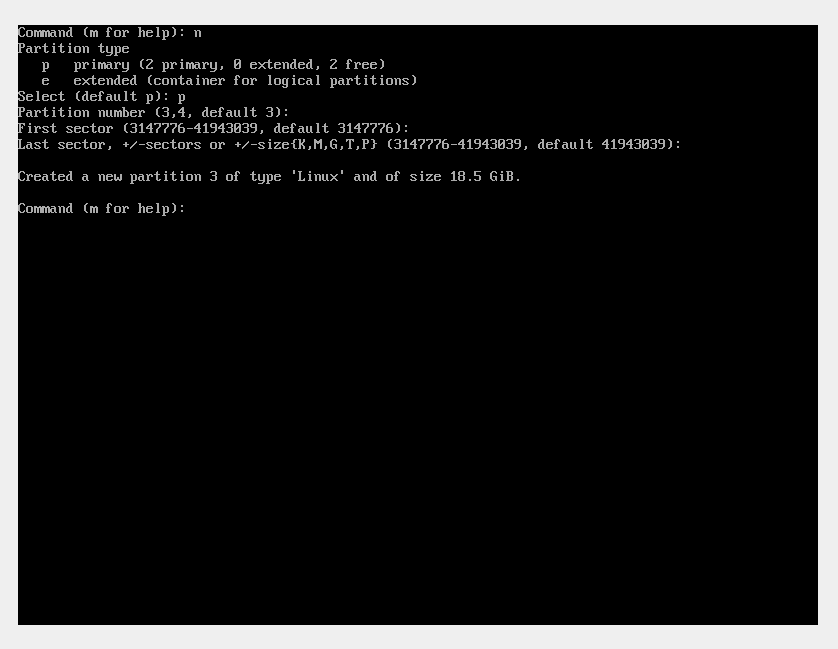 Command (m for help): n
Partition type
   p   primary (2 primary, 0 extended, 2 free)
   e   extended (container for logical partitions)
Select (default p): p
Partition number (3,4, default 3):
First sector (3147776-41943039, default 3147776):
Last sector, +/-sectors or +/-size{K,M,G,T,P} (3147776-41943039, default 41943039):
Created a new partition 3 of type 'Linux' and of size 18.5 GiB.
Command (m for help):